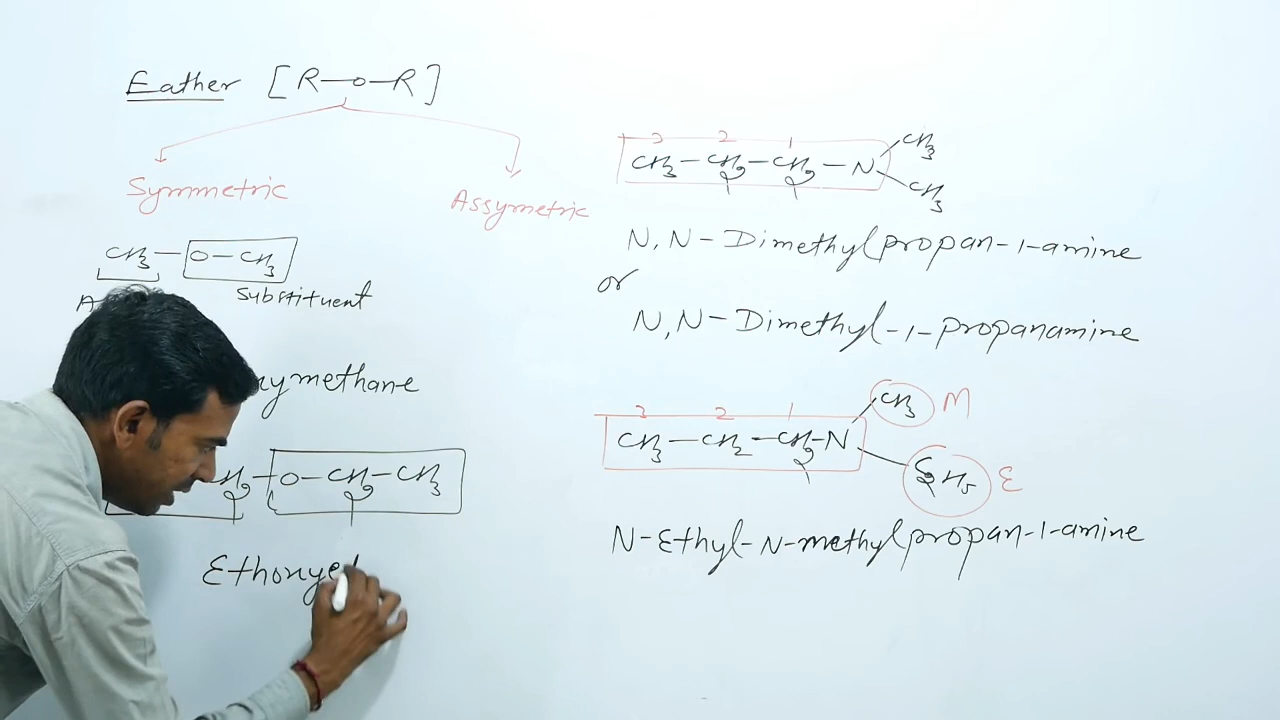 Eather [R-O-R]
Symmetric
Assymetric
CH3-O-CH3
A
Substituent
ymethane
H2-O-CH2-CH3
Ethoxye
3 2 1
CH3-CH2-CH2-N
CH3
CH3
N,N-Dimethylpropan-1-amine
or
N,N-Dimethyl-1-propanamine
3 2 1
CH3-CH2-CH2-N
CH3 M
C2H5 E
N-Ethyl-N-methylpropan-1-amine